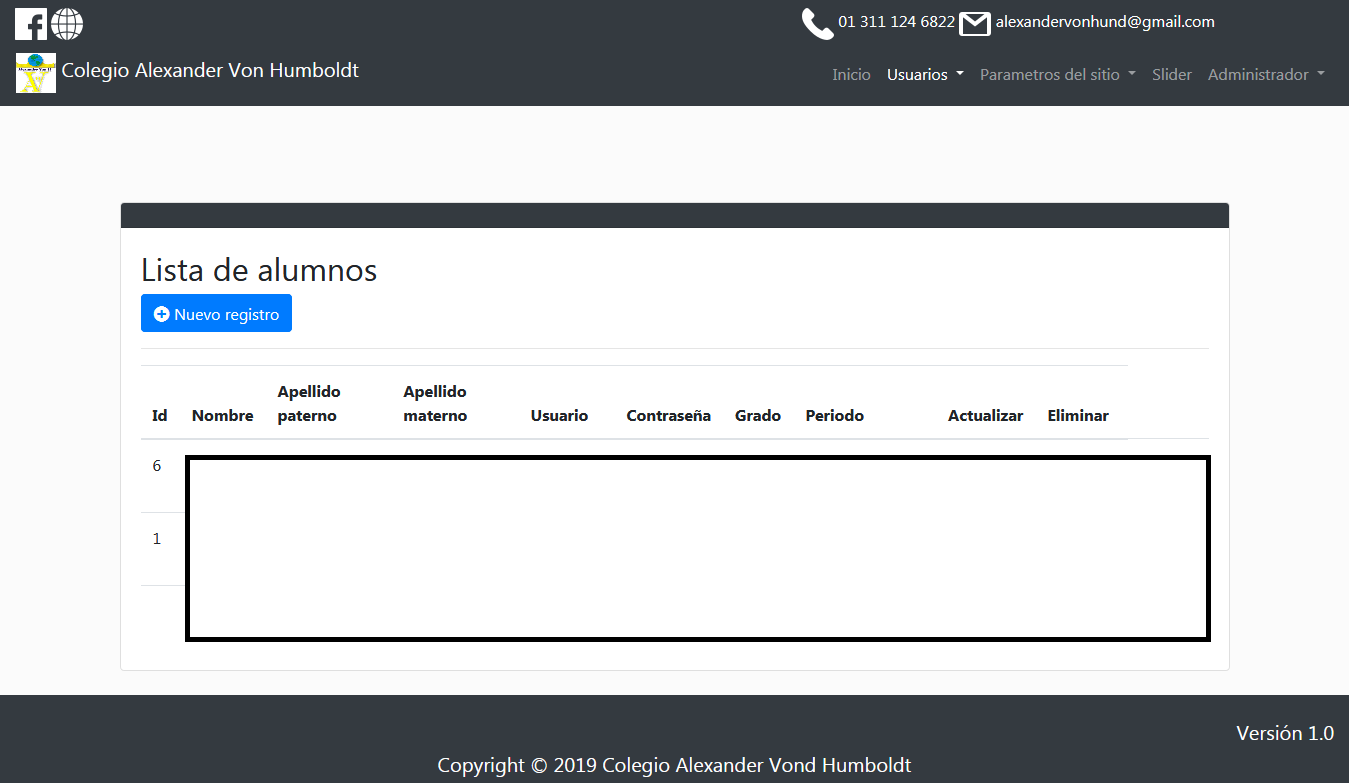 01 311 124 6822 alexandervonhund@gmail.com
Colegio Alexander Von Humboldt
Inicio Usuarios Parametros del sitio Slider Administrador
Lista de alumnos
Nuevo registro
Id Nombre Apellido paterno Apellido materno Usuario Contraseña Grado Periodo Actualizar Eliminar
6
1
Versión 1.0
Copyright © 2019 Colegio Alexander Vond Humboldt